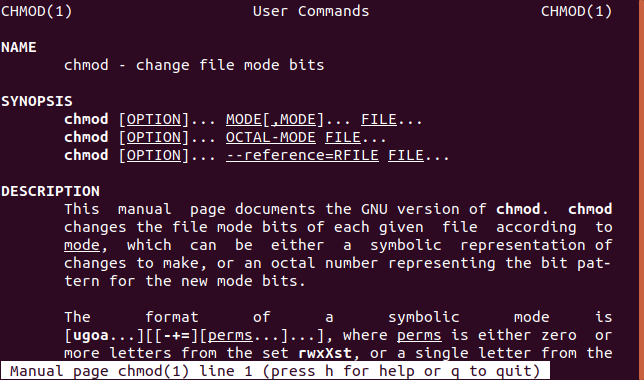 CHMOD(1) User Commands CHMOD(1)
NAME
chmod - change file mode bits
SYNOPSIS
chmod [OPTION]... MODE[,MODE]... FILE...
chmod [OPTION]... OCTAL-MODE FILE...
chmod [OPTION]... --reference=RFILE FILE...
DESCRIPTION
This manual page documents the GNU version of chmod. chmod
changes the file mode bits of each given file according to
mode, which can be either a symbolic representation of
changes to make, or an octal number representing the bit pat-
tern for the new mode bits.
The format of a symbolic mode is
[ugoa...][[-+=][perms...]...], where perms is either zero or
more letters from the set rwxXst, or a single letter from the
Manual page chmod(1) line 1 (press h for help or q to quit)